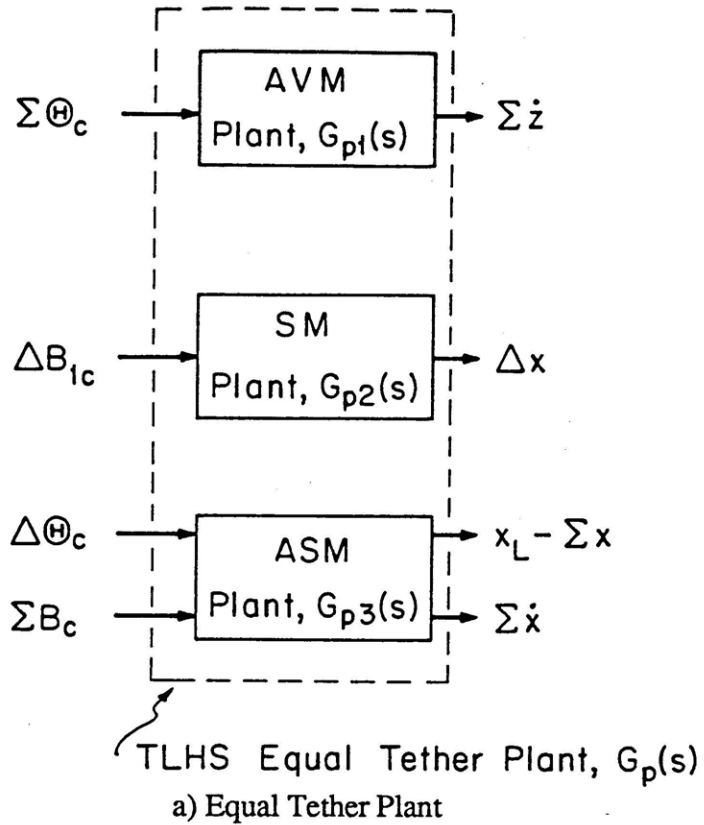 ΣΘc AVM Plant, Gp1(s) Σż
ΔB1c SM Plant, Gp2(s) Δx
ΔΘc ASM Plant, Gp3(s) xL - Σx
ΣBc Σẋ
TLHS Equal Tether Plant, Gp(s)
a) Equal Tether Plant